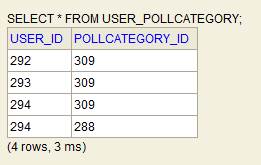 SELECT * FROM USER_POLLCATEGORY;
USER_ID POLLCATEGORY_ID
292 309
293 309
294 309
294 288
(4 rows, 3 ms)